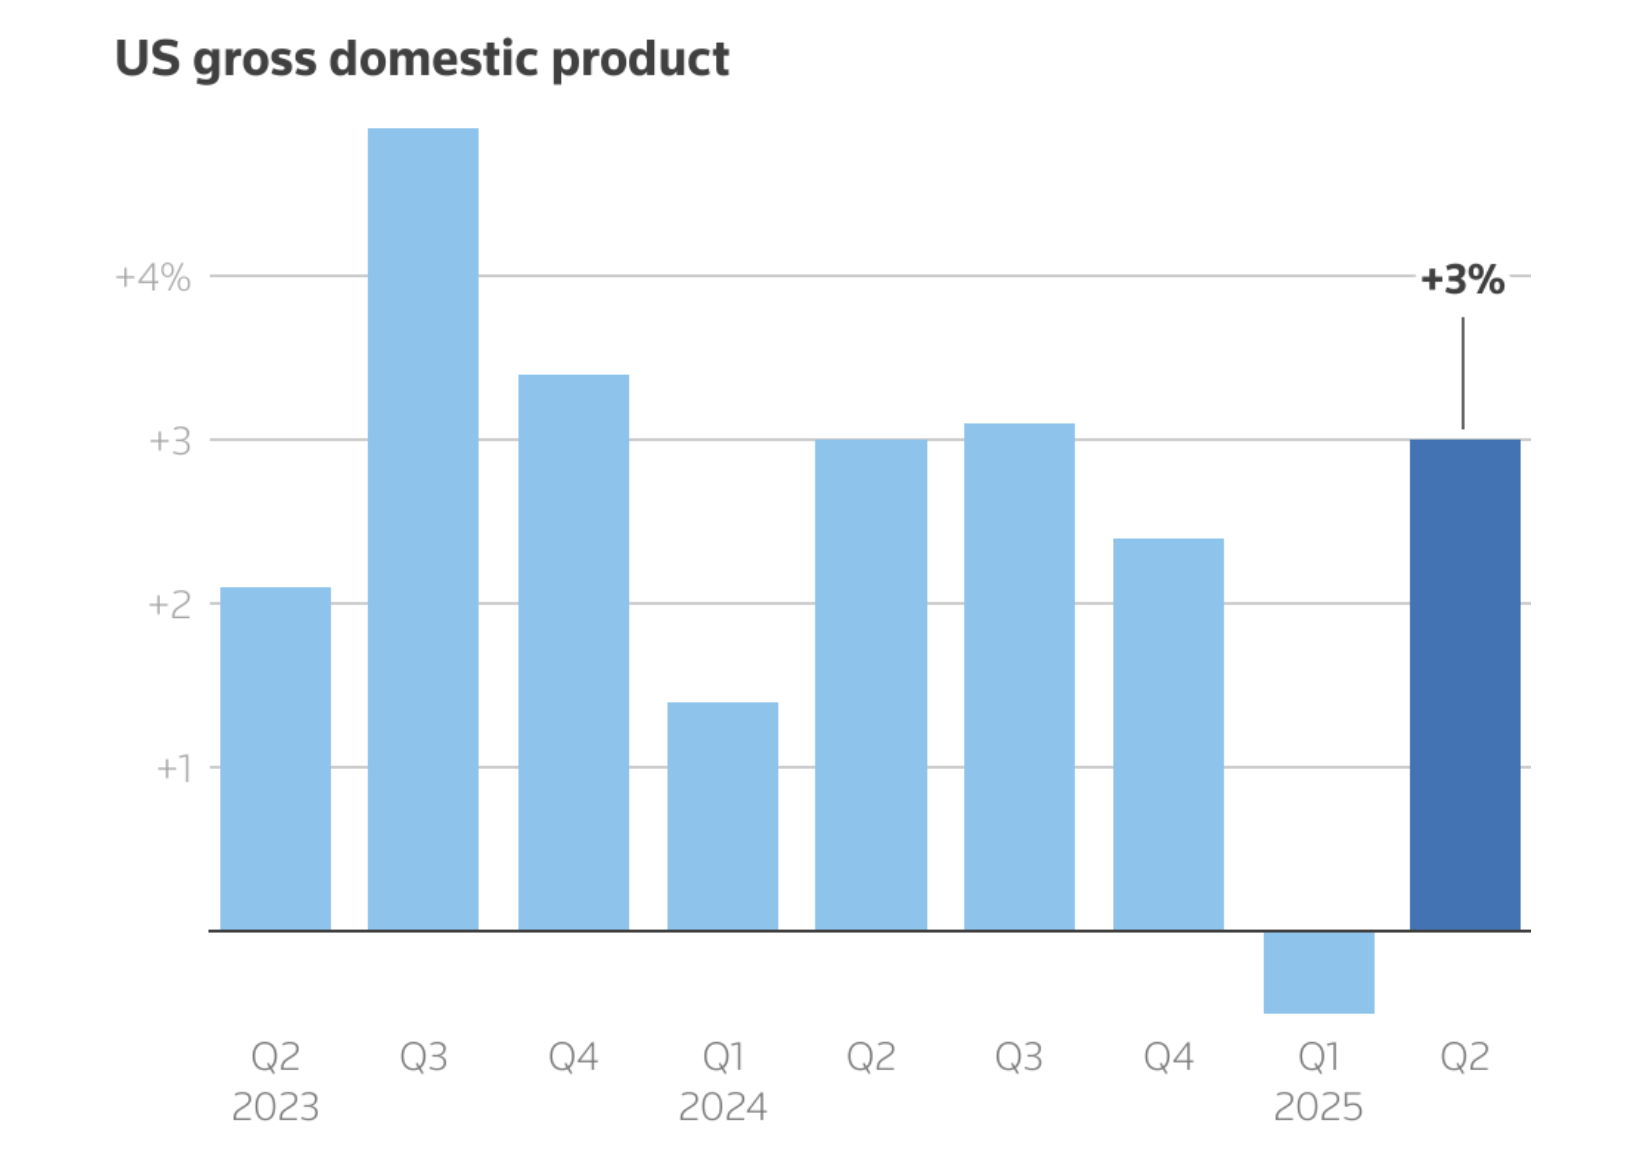 US gross domestic product
+4%
+3%
+3
+2
+1
Q2 Q3 Q4 Q1 Q2 Q3 Q4 Q1 Q2
2023 2024 2025